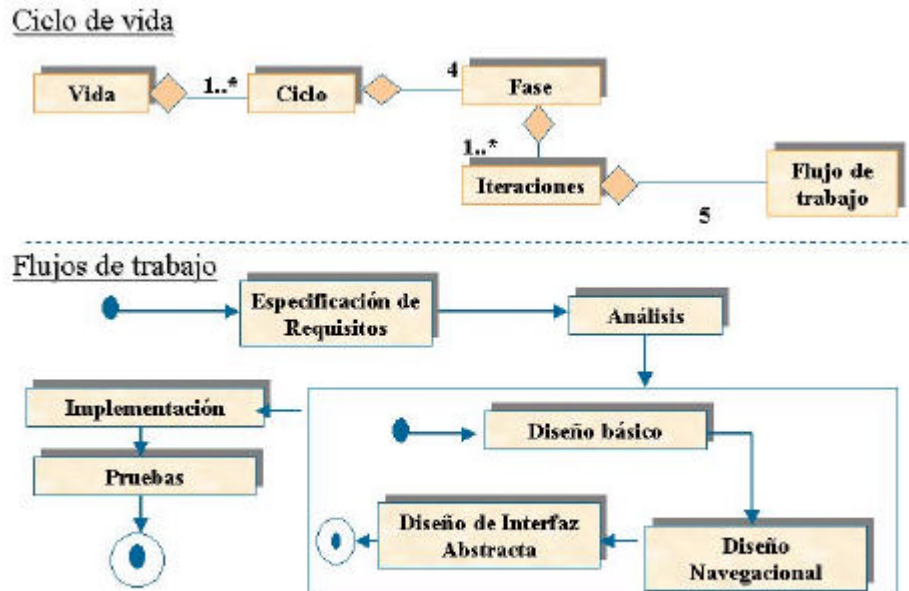 Ciclo de vida
Vida
1..*
Ciclo
4
Fase
1..*
Iteraciones
5
Flujo de
trabajo
Flujos de trabajo
Especificación de
Requisitos
Análisis
Implementación
Pruebas
Diseño básico
Diseño de Interfaz
Abstracta
Diseño
Navegacional